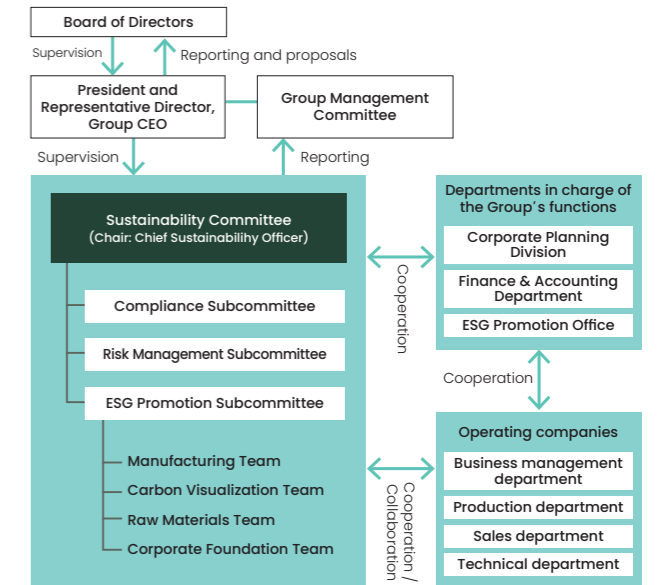 Board of Directors
Supervision
Reporting and proposals
President and
Representative Director,
Group CEO
Group Management
Committee
Supervision
Reporting
Sustainability Committee
(Chair: Chief Sustainabilihy Officer)
Compliance Subcommittee
Risk Management Subcommittee
ESG Promotion Subcommittee
Manufacturing Team
Carbon Visualization Team
Raw Materials Team
Corporate Foundation Team
Cooperation
Departments in charge of
the Group's functions
Corporate Planning
Division
Finance & Accounting
Department
ESG Promotion Office
Cooperation
Cooperation /
Collaboration
Operating companies
Business management
department
Production department
Sales department
Technical department